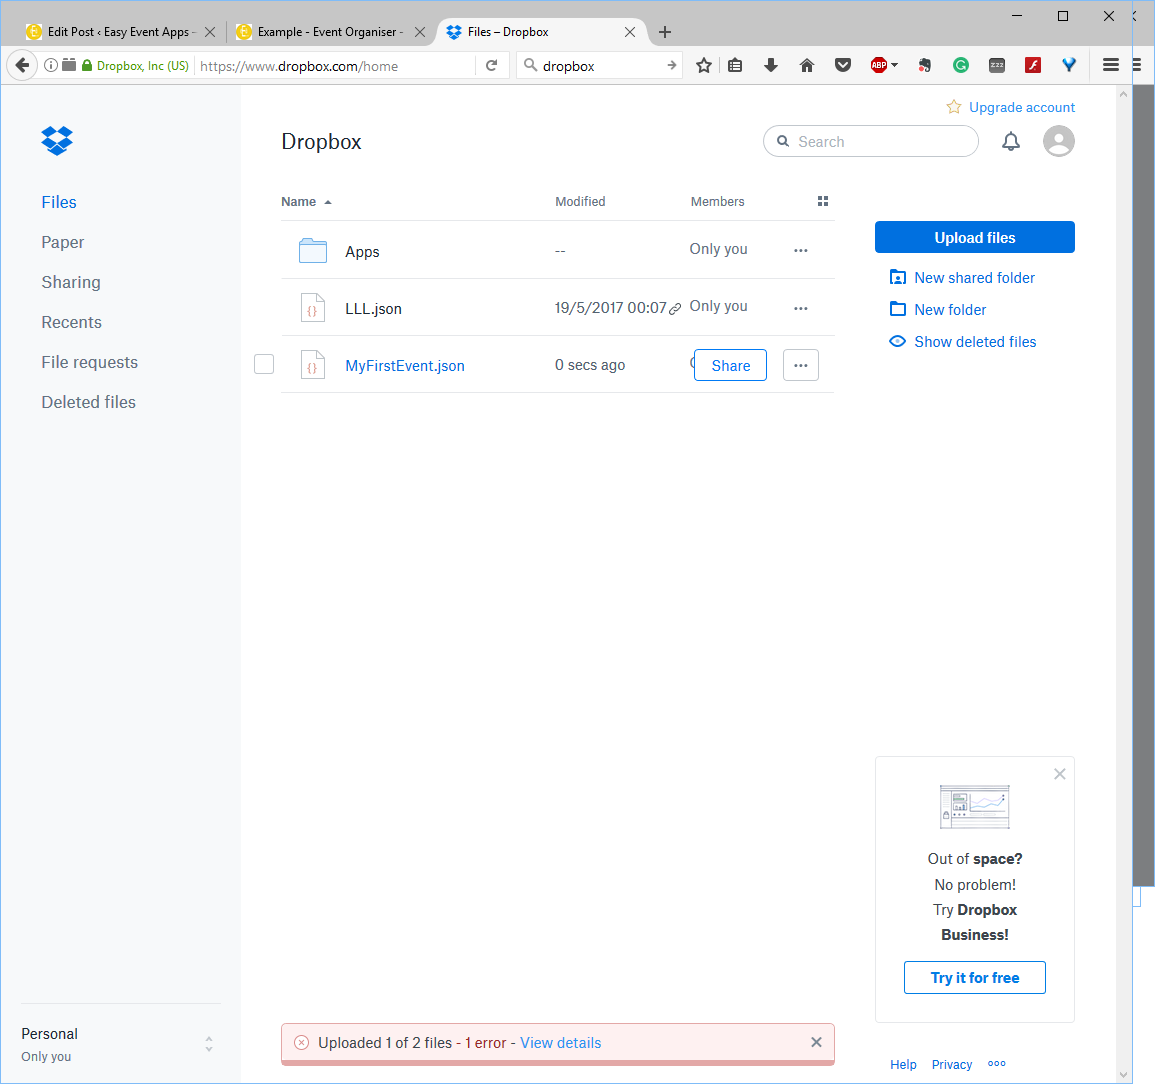 Edit Post ‹ Easy Event Apps -
Example - Event Organiser -
Files – Dropbox
Dropbox, Inc (US)
https://www.dropbox.com/home
dropbox
ABP
zzz
Upgrade account
Dropbox
Search
Files
Paper
Sharing
Recents
File requests
Deleted files
Name Modified Members
Apps -- Only you
LLL.json 19/5/2017 00:07 Only you
MyFirstEvent.json 0 secs ago Share
Upload files
New shared folder
New folder
Show deleted files
Out of space?
No problem!
Try Dropbox
Business!
Try it for free
Personal
Only you
Uploaded 1 of 2 files - 1 error - View details
Help Privacy